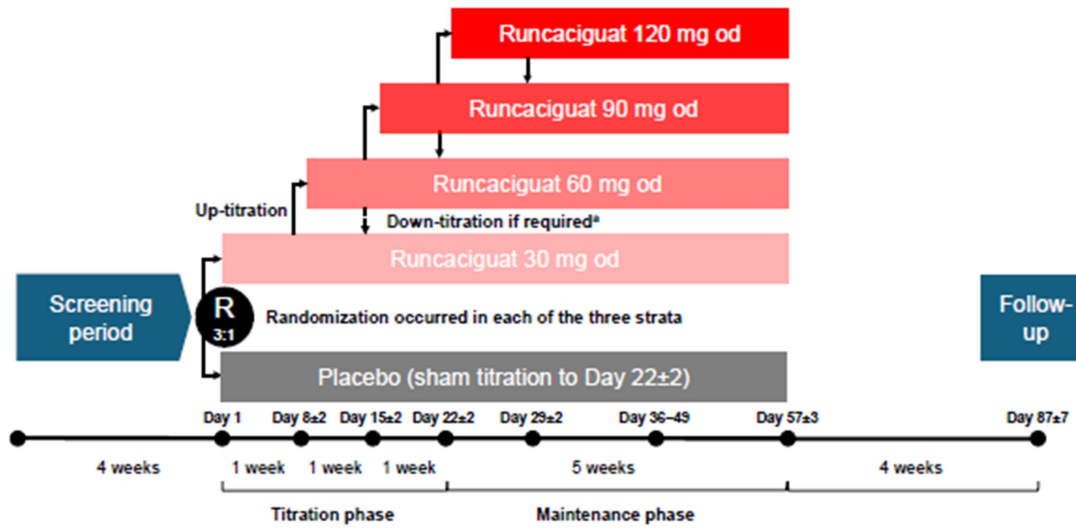 Runcaciguat 120 mg od
Runcaciguat 90 mg od
Runcaciguat 60 mg od
Up-titration
Down-titration if requiredᵃ
Runcaciguat 30 mg od
Screening
period
R
3:1
Randomization occurred in each of the three strata
Follow-
up
Placebo (sham titration to Day 22±2)
Day 1
Day 8±2
Day 15±2
Day 22±2
Day 29±2
Day 36–49
Day 57±3
Day 87±7
4 weeks
1 week
1 week
1 week
5 weeks
4 weeks
Titration phase
Maintenance phase